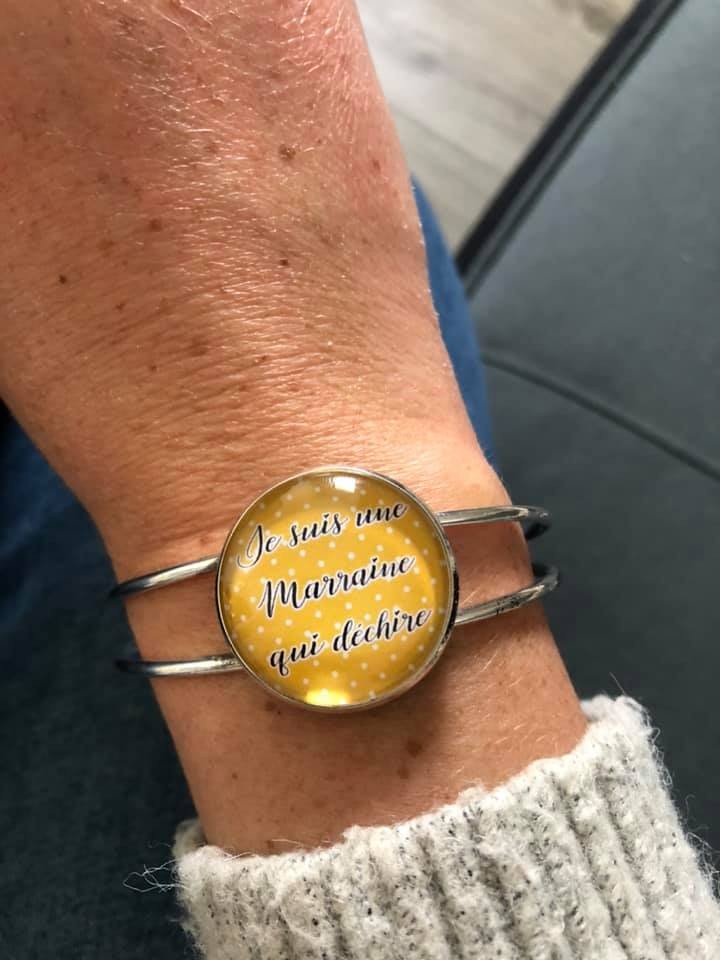 Je suis une
Marraine
qui déchire